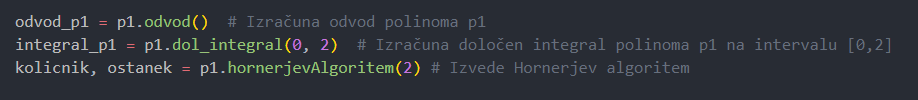 odvod_p1 = p1.odvod()  # Izračuna odvod polinoma p1
integral_p1 = p1.dol_integral(0, 2)  # Izračuna določen integral polinoma p1 na intervalu [0,2]
kolicnik, ostanek = p1.hornerjevAlgoritem(2) # Izvede Hornerjev algoritem